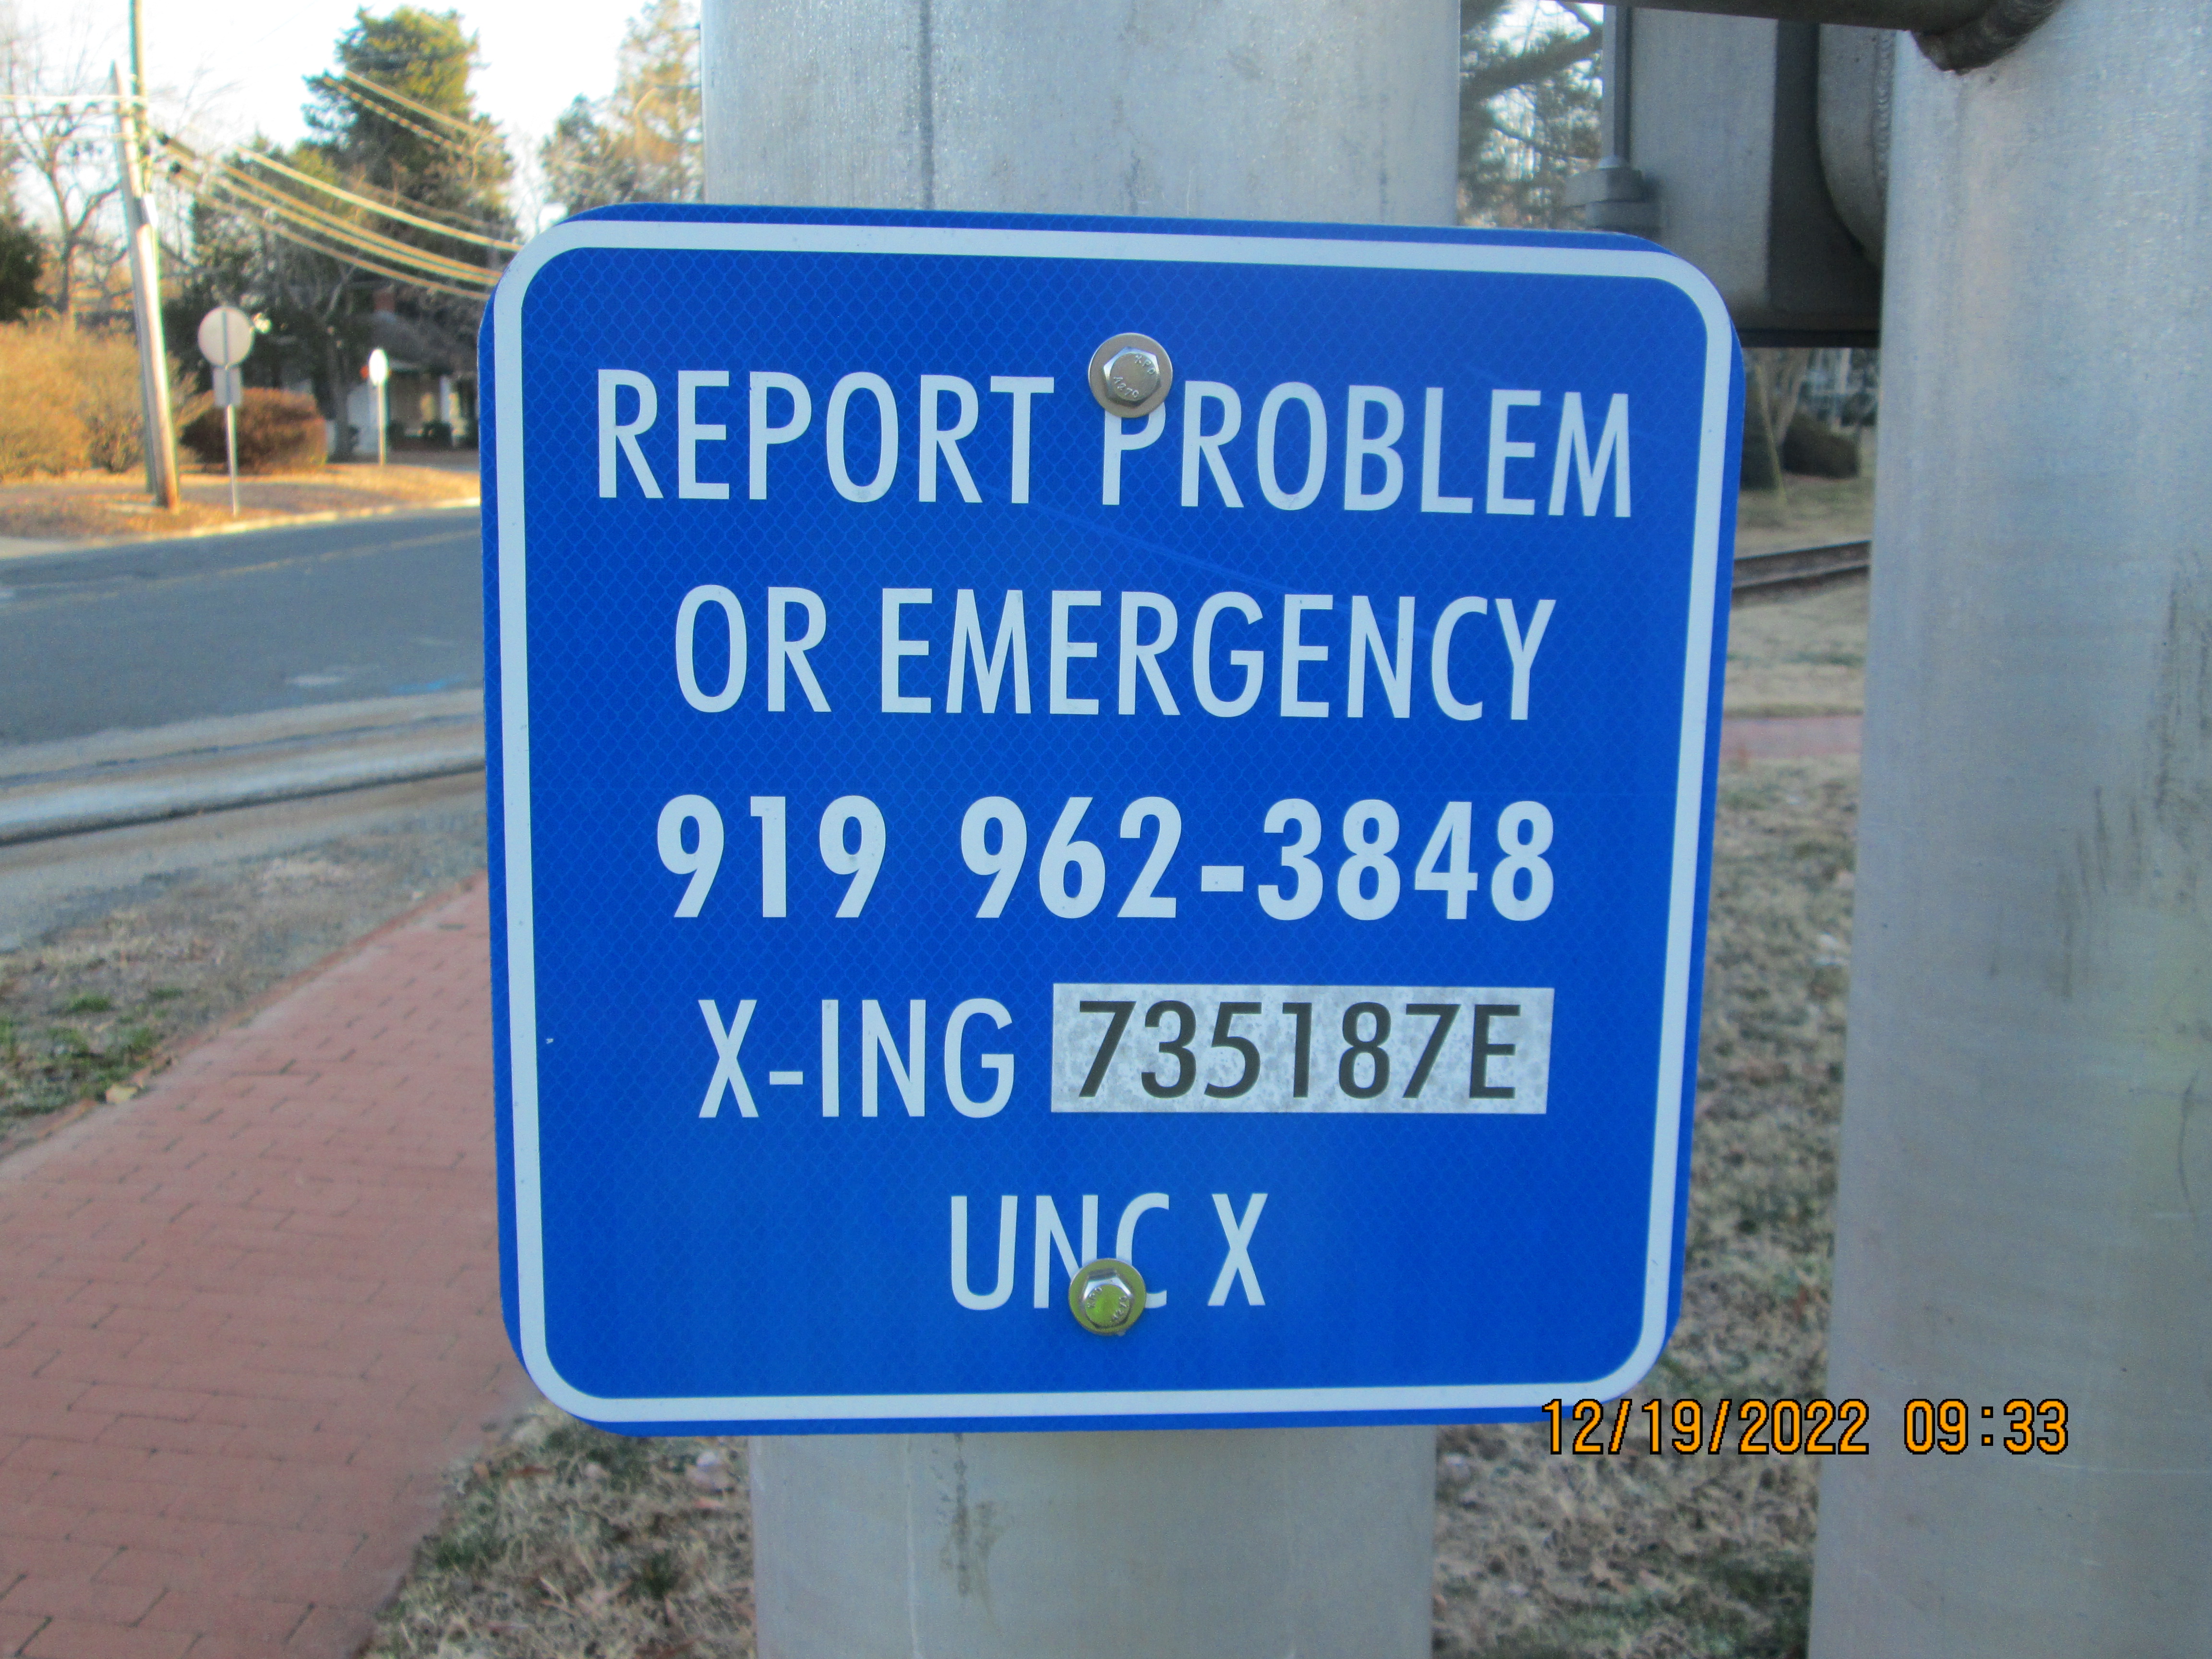 REPORT PROBLEM
OR EMERGENCY
919 962-3848
X-ING 735187E
UNC X
12/19/2022 09:33